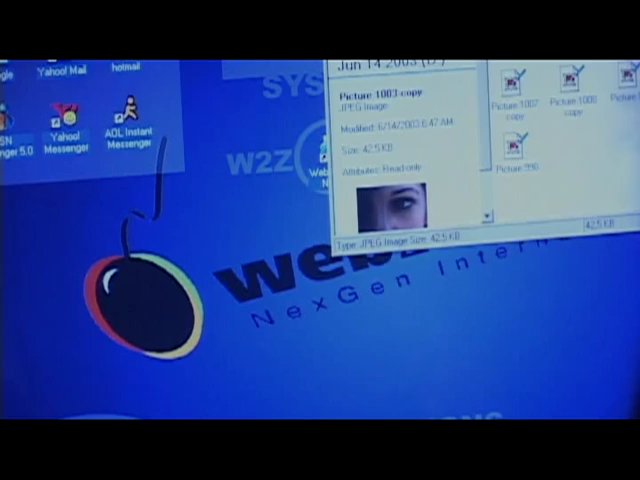 Yahoo! Mail
hotmail
Yahoo!
Messenger
AOL Instant
Messenger
SYS
W2Z
Web
NexGen Intern
Jun 14 2003
Picture 1003 copy
JPEG Image
Modified: 6/14/2003 6:47 AM
Size: 42.5 KB
Attributes: Read-only
Type: JPEG Image Size: 42.5 KB
42.5 KB
Picture 1007
copy
Picture 1008
copy